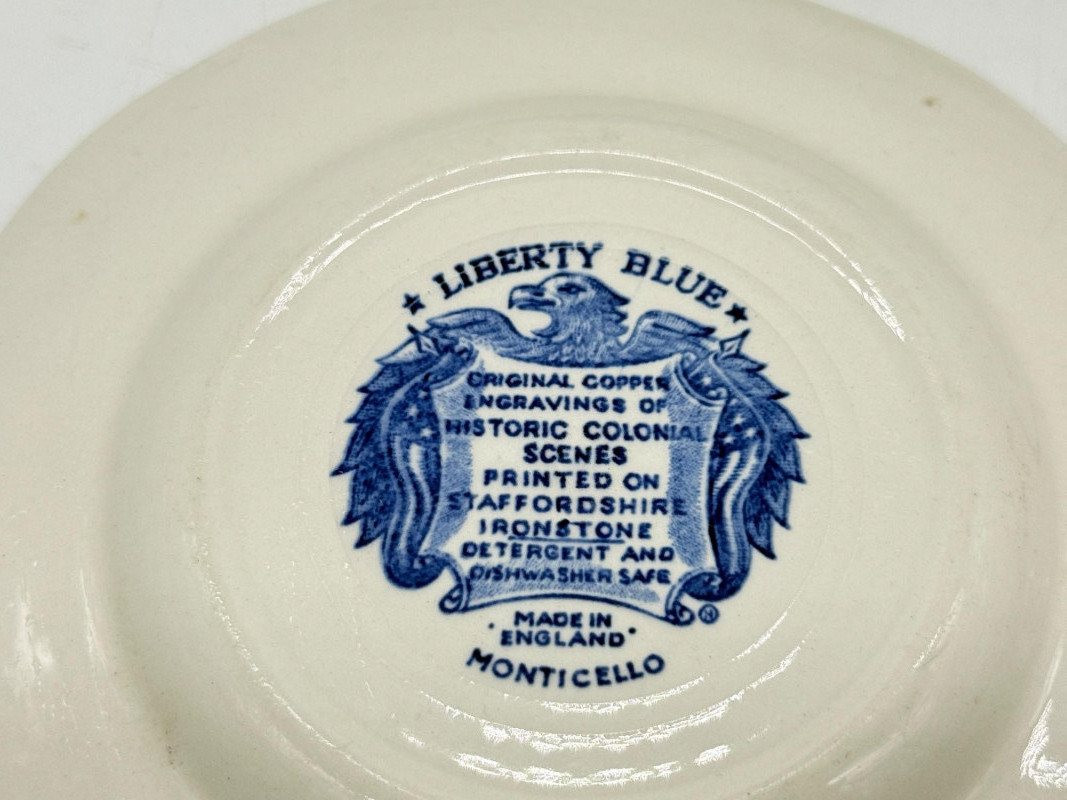 ★ LIBERTY BLUE ★
ORIGINAL COPPER
ENGRAVINGS OF
HISTORIC COLONIAL
SCENES
PRINTED ON
STAFFORDSHIRE
IRONSTONE
DETERGENT AND
DISHWASHER SAFE
®
· MADE IN
ENGLAND ·
MONTICELLO